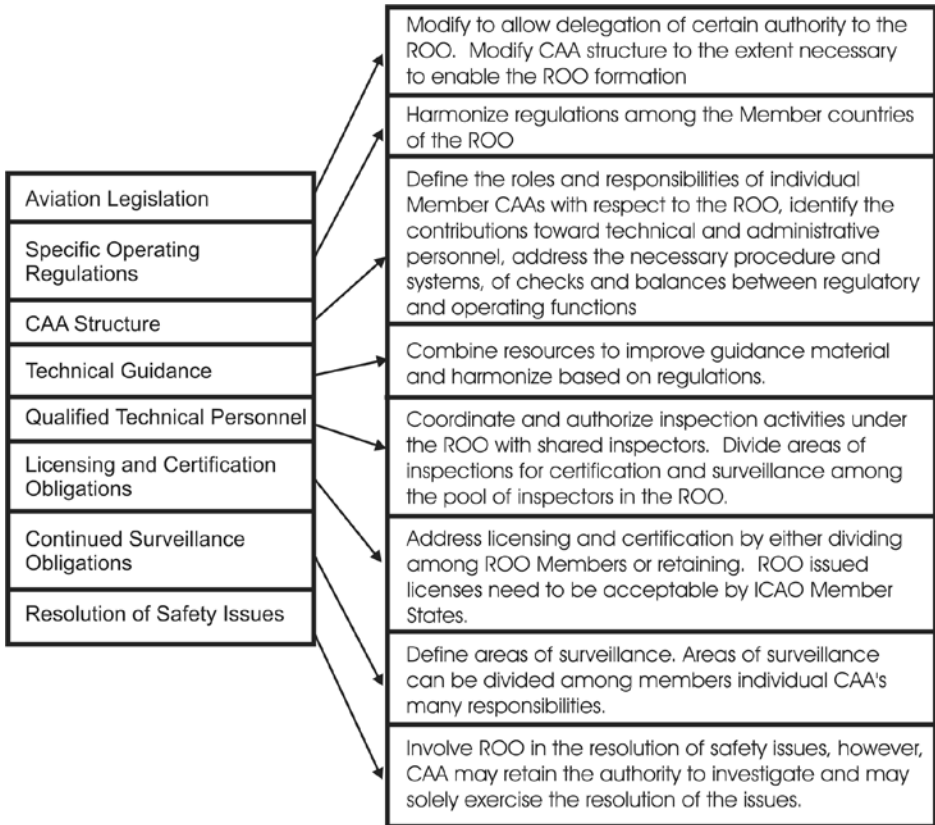 Aviation Legislation
Specific Operating
Regulations
CAA Structure
Technical Guidance
Qualified Technical Personnel
Licensing and Certification
Obligations
Continued Surveillance
Obligations
Resolution of Safety Issues
Modify to allow delegation of certain authority to the
ROO.  Modify CAA structure to the extent necessary
to enable the ROO formation
Harmonize regulations among the Member countries
of the ROO
Define the roles and responsibilities of individual
Member CAAs with respect to the ROO, identify the
contributions toward technical and administrative
personnel, address the necessary procedure and
systems, of checks and balances between regulatory
and operating functions
Combine resources to improve guidance material
and harmonize based on regulations.
Coordinate and authorize inspection activities under
the ROO with shared inspectors.  Divide areas of
inspections for certification and surveillance among
the pool of inspectors in the ROO.
Address licensing and certification by either dividing
among ROO Members or retaining.  ROO issued
licenses need to be acceptable by ICAO Member
States.
Define areas of surveillance. Areas of surveillance
can be divided among members individual CAA's
many responsibilities.
Involve ROO in the resolution of safety issues, however,
CAA may retain the authority to investigate and may
solely exercise the resolution of the issues.